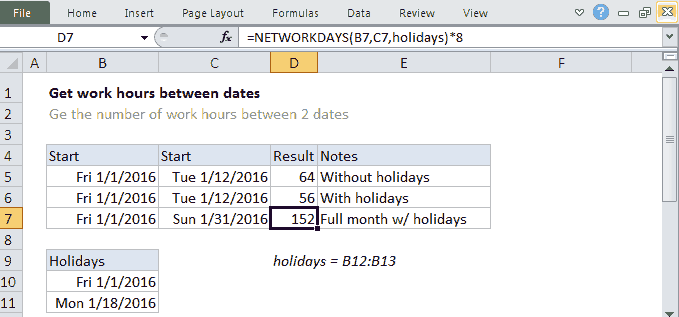 File Home Insert Page Layout Formulas Data Review View
D7 fx =NETWORKDAYS(B7,C7,holidays)*8
A B C D E F
1 Get work hours between dates
2 Ge the number of work hours between 2 dates
3
4 Start Start Result Notes
5 Fri 1/1/2016 Tue 1/12/2016 64 Without holidays
6 Fri 1/1/2016 Tue 1/12/2016 56 With holidays
7 Fri 1/1/2016 Sun 1/31/2016 152 Full month w/ holidays
8
9 Holidays holidays = B12:B13
10 Fri 1/1/2016
11 Mon 1/18/2016